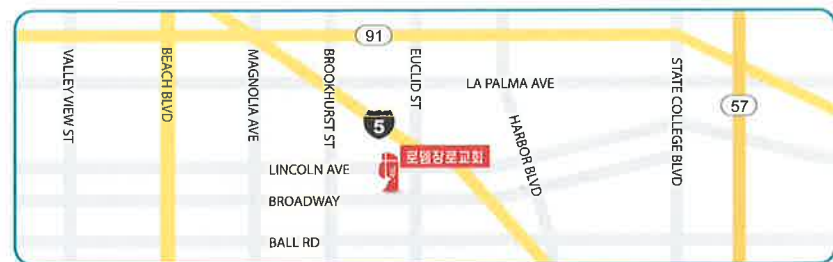 91
VALLEY VIEW ST
BEACH BLVD
MAGNOLIA AVE
BROOKHURST ST
EUCLID ST
LA PALMA AVE
HARBOR BLVD
STATE COLLEGE BLVD
57
5
로뎀장로교회
LINCOLN AVE
BROADWAY
BALL RD